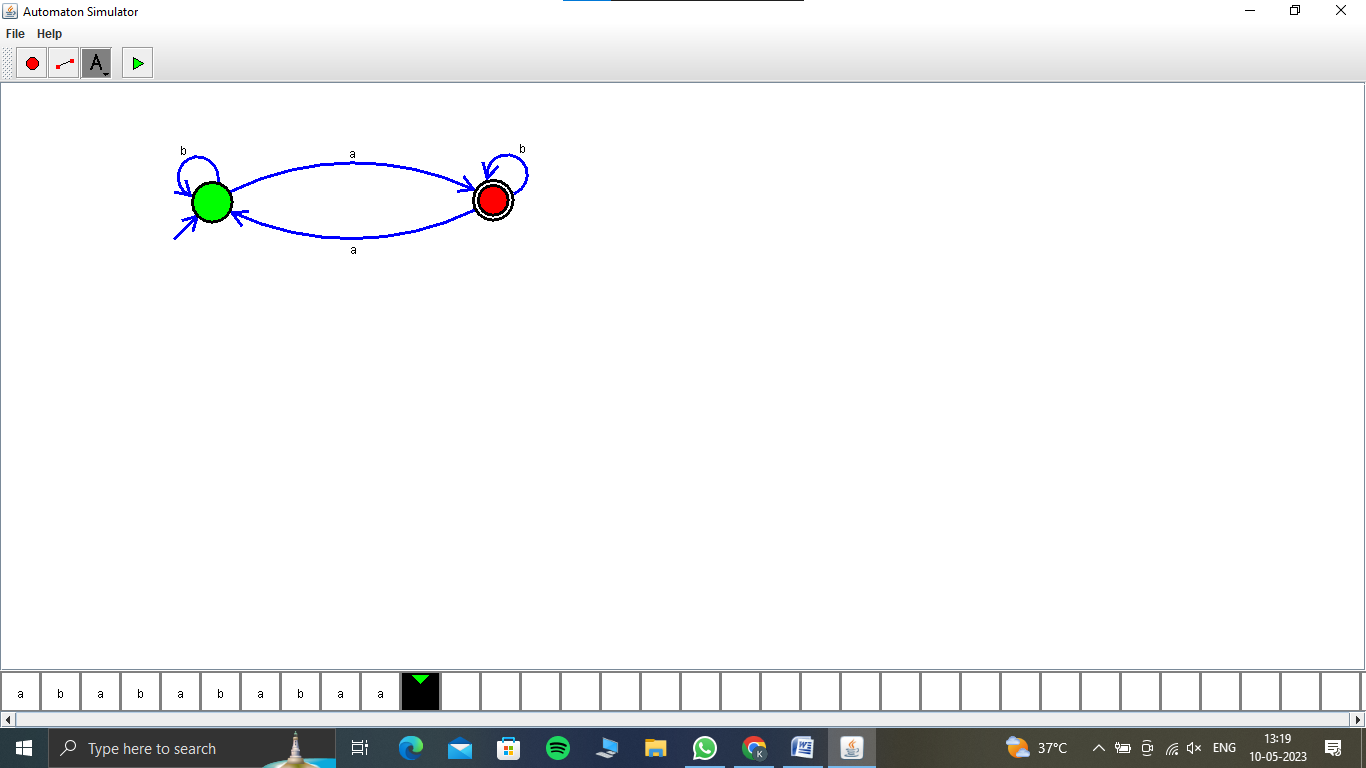 Automaton Simulator
File Help
A
b a b
a
a b a b a b a b a a
Type here to search
K
W
37°C ENG 13:19
10-05-2023